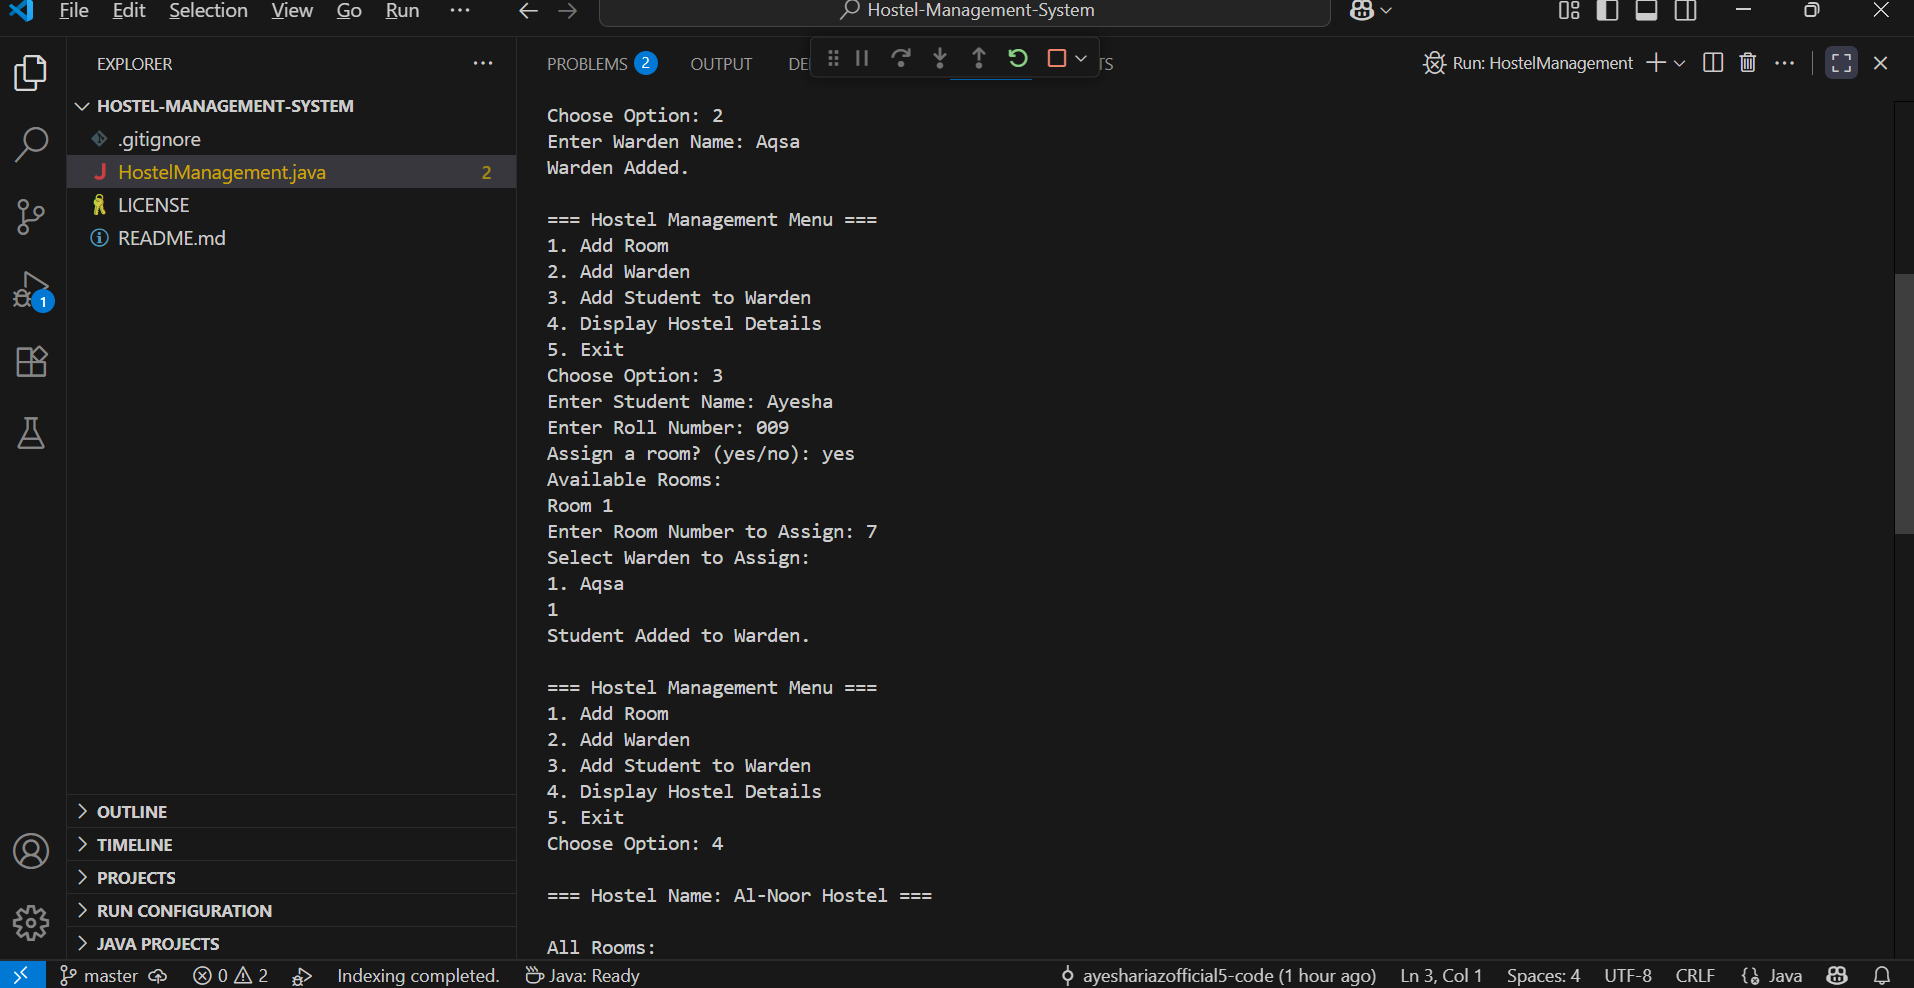 File Edit Selection View Go Run ··· Hostel-Management-System
EXPLORER
HOSTEL-MANAGEMENT-SYSTEM
.gitignore
HostelManagement.java 2
LICENSE
README.md
1
OUTLINE
TIMELINE
PROJECTS
RUN CONFIGURATION
JAVA PROJECTS
PROBLEMS 2 OUTPUT DE TS Run: HostelManagement
Choose Option: 2
Enter Warden Name: Aqsa
Warden Added.
=== Hostel Management Menu ===
1. Add Room
2. Add Warden
3. Add Student to Warden
4. Display Hostel Details
5. Exit
Choose Option: 3
Enter Student Name: Ayesha
Enter Roll Number: 009
Assign a room? (yes/no): yes
Available Rooms:
Room 1
Enter Room Number to Assign: 7
Select Warden to Assign:
1. Aqsa
1
Student Added to Warden.
=== Hostel Management Menu ===
1. Add Room
2. Add Warden
3. Add Student to Warden
4. Display Hostel Details
5. Exit
Choose Option: 4
=== Hostel Name: Al-Noor Hostel ===
All Rooms:
master 0 2 Indexing completed. Java: Ready ayeshariazofficial5-code (1 hour ago) Ln 3, Col 1 Spaces: 4 UTF-8 CRLF Java